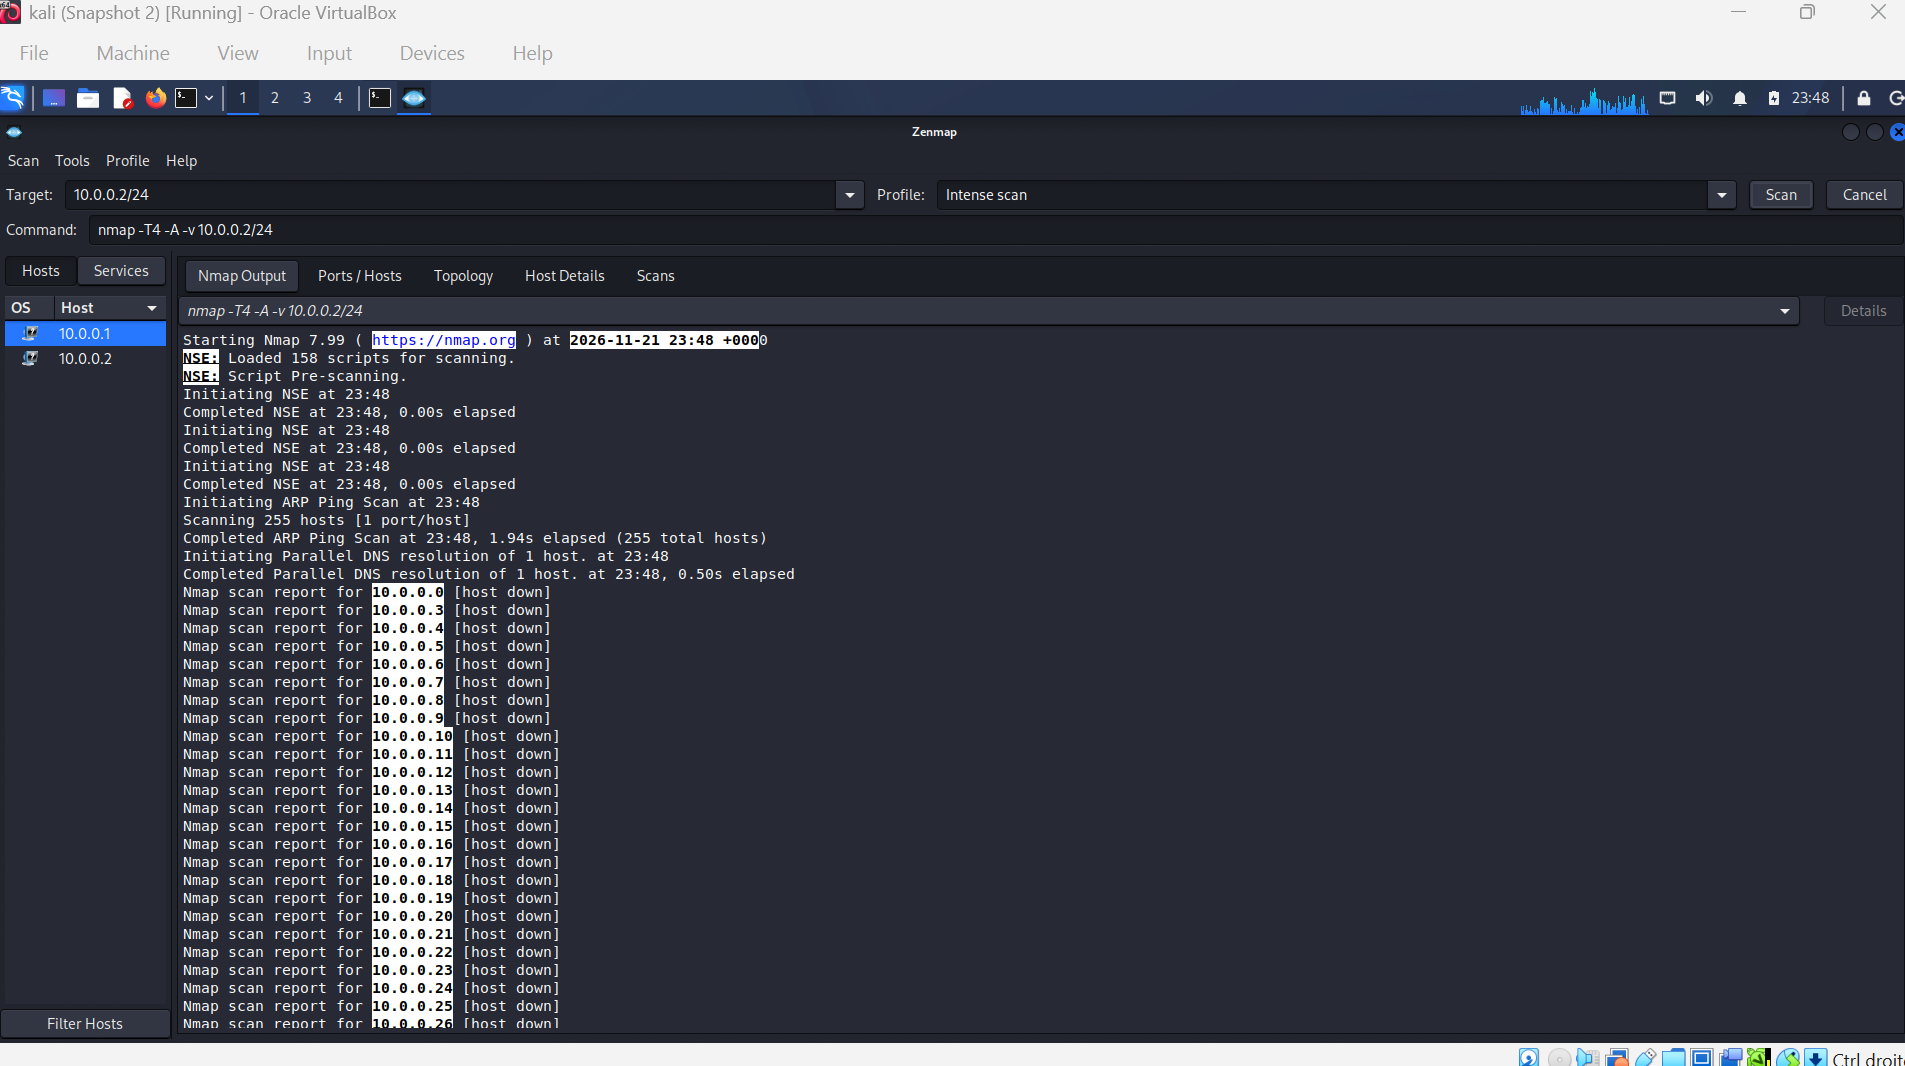 kali (Snapshot 2) [Running] - Oracle VirtualBox
File Machine View Input Devices Help
1 2 3 4 23:48
Zenmap
Scan Tools Profile Help
Target: 10.0.0.2/24 Profile: Intense scan Scan Cancel
Command: nmap -T4 -A -v 10.0.0.2/24
Hosts Services Nmap Output Ports / Hosts Topology Host Details Scans
OS Host nmap -T4 -A -v 10.0.0.2/24 Details
10.0.0.1
10.0.0.2
Starting Nmap 7.99 ( https://nmap.org ) at 2026-11-21 23:48 +0000
NSE: Loaded 158 scripts for scanning.
NSE: Script Pre-scanning.
Initiating NSE at 23:48
Completed NSE at 23:48, 0.00s elapsed
Initiating NSE at 23:48
Completed NSE at 23:48, 0.00s elapsed
Initiating NSE at 23:48
Completed NSE at 23:48, 0.00s elapsed
Initiating ARP Ping Scan at 23:48
Scanning 255 hosts [1 port/host]
Completed ARP Ping Scan at 23:48, 1.94s elapsed (255 total hosts)
Initiating Parallel DNS resolution of 1 host. at 23:48
Completed Parallel DNS resolution of 1 host. at 23:48, 0.50s elapsed
Nmap scan report for 10.0.0.0 [host down]
Nmap scan report for 10.0.0.3 [host down]
Nmap scan report for 10.0.0.4 [host down]
Nmap scan report for 10.0.0.5 [host down]
Nmap scan report for 10.0.0.6 [host down]
Nmap scan report for 10.0.0.7 [host down]
Nmap scan report for 10.0.0.8 [host down]
Nmap scan report for 10.0.0.9 [host down]
Nmap scan report for 10.0.0.10 [host down]
Nmap scan report for 10.0.0.11 [host down]
Nmap scan report for 10.0.0.12 [host down]
Nmap scan report for 10.0.0.13 [host down]
Nmap scan report for 10.0.0.14 [host down]
Nmap scan report for 10.0.0.15 [host down]
Nmap scan report for 10.0.0.16 [host down]
Nmap scan report for 10.0.0.17 [host down]
Nmap scan report for 10.0.0.18 [host down]
Nmap scan report for 10.0.0.19 [host down]
Nmap scan report for 10.0.0.20 [host down]
Nmap scan report for 10.0.0.21 [host down]
Nmap scan report for 10.0.0.22 [host down]
Nmap scan report for 10.0.0.23 [host down]
Nmap scan report for 10.0.0.24 [host down]
Nmap scan report for 10.0.0.25 [host down]
Nmap scan report for 10.0.0.26 [host down]
Filter Hosts
Ctrl droite